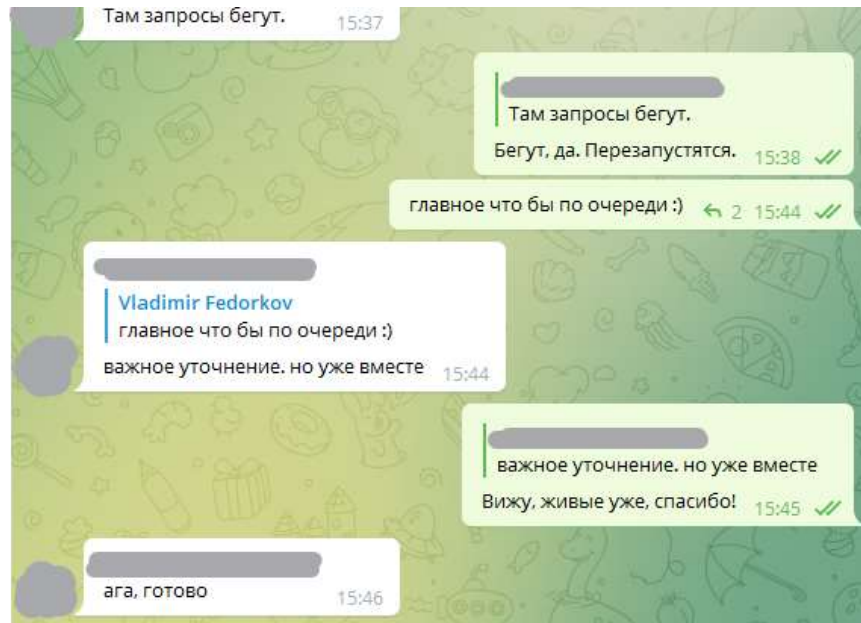 Там запросы бегут.
15:37
Там запросы бегут.
Бегут, да. Перезапустятся. 15:38
главное что бы по очереди :) 2 15:44
Vladimir Fedorkov
главное что бы по очереди :)
важное уточнение. но уже вместе 15:44
важное уточнение. но уже вместе
Вижу, живые уже, спасибо! 15:45
ага, готово 15:46